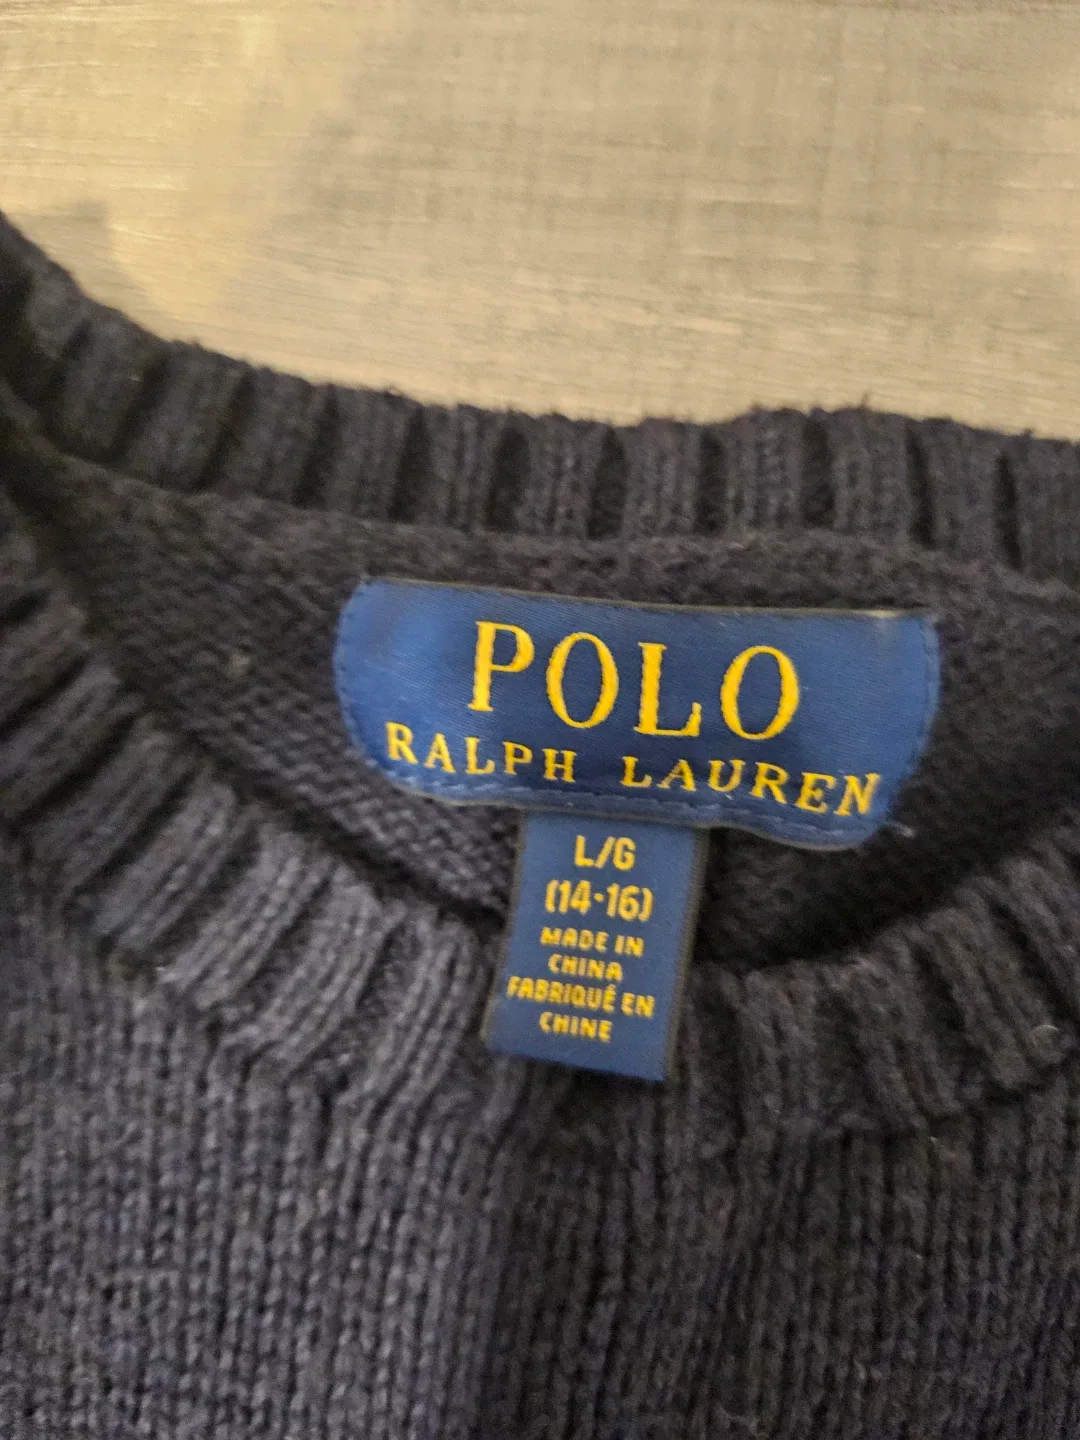 POLO
RALPH LAUREN
L/G
(14-16)
MADE IN
CHINA
FABRIQUÉ EN
CHINE